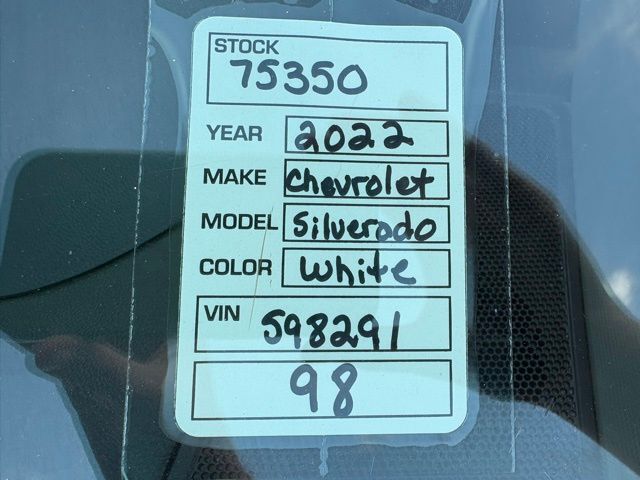 STOCK
75350
YEAR 2022
MAKE Chevrolet
MODEL Silverado
COLOR White
VIN 598291
98